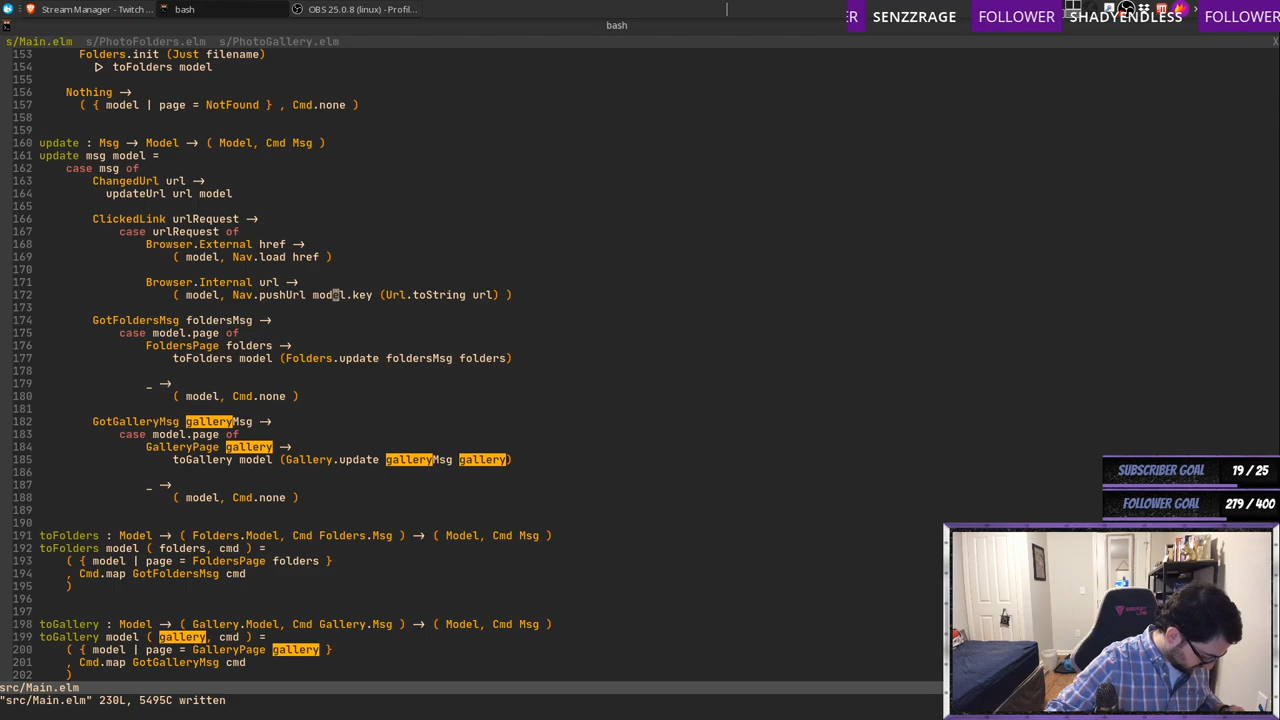 Stream Manager - Twitch
bash
OBS 25.0.8 (linux) - Profil...
bash
ER
SENZZRAGE
FOLLOWER
SHADYENDLESS
FOLLOWER
s/Main.elm s/PhotoFolders.elm s/PhotoGallery.elm X
153 Folders.init (Just filename)
154 |> toFolders model
155
156 Nothing ->
157 ( { model | page = NotFound } , Cmd.none )
158
159
160 update : Msg -> Model -> ( Model, Cmd Msg )
161 update msg model =
162 case msg of
163 ChangedUrl url ->
164 updateUrl url model
165
166 ClickedLink urlRequest ->
167 case urlRequest of
168 Browser.External href ->
169 ( model, Nav.load href )
170
171 Browser.Internal url ->
172 ( model, Nav.pushUrl model.key (Url.toString url) )
173
174 GotFoldersMsg foldersMsg ->
175 case model.page of
176 FoldersPage folders ->
177 toFolders model (Folders.update foldersMsg folders)
178
179 _ ->
180 ( model, Cmd.none )
181
182 GotGalleryMsg galleryMsg ->
183 case model.page of
184 GalleryPage gallery ->
185 toGallery model (Gallery.update galleryMsg gallery)
186
187 _ ->
188 ( model, Cmd.none )
189
190
191 toFolders : Model -> ( Folders.Model, Cmd Folders.Msg ) -> ( Model, Cmd Msg )
192 toFolders model ( folders, cmd ) =
193 ( { model | page = FoldersPage folders }
194 , Cmd.map GotFoldersMsg cmd
195 )
196
197
198 toGallery : Model -> ( Gallery.Model, Cmd Gallery.Msg ) -> ( Model, Cmd Msg )
199 toGallery model ( gallery, cmd ) =
200 ( { model | page = GalleryPage gallery }
201 , Cmd.map GotGalleryMsg cmd
202 )
src/Main.elm
"src/Main.elm" 230L, 5495C written
SUBSCRIBER GOAL 19 / 25
FOLLOWER GOAL 279 / 400